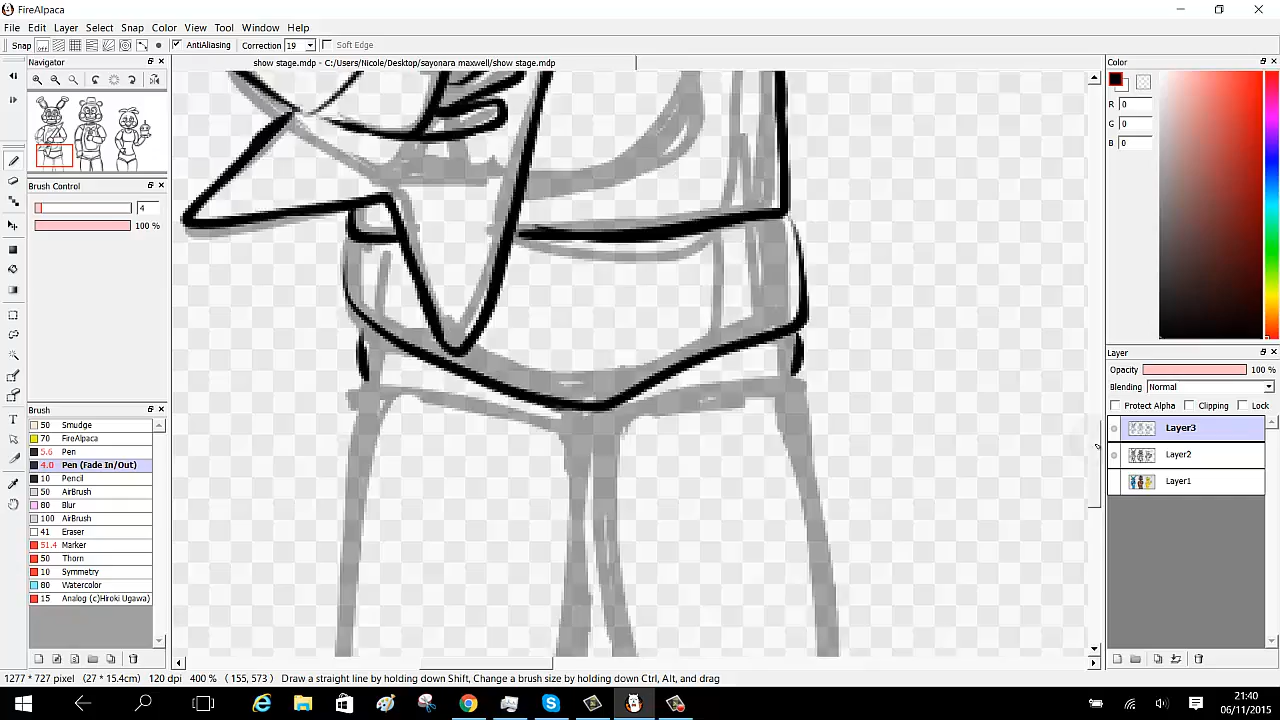 FireAlpaca
File Edit Layer Select Snap Color View Tool Window Help
Snap AntiAliasing Correction 19 Soft Edge
Navigator
show stage.mdp - C:/Users/Nicole/Desktop/sayonara maxwell/show stage.mdp
Color
R 0
G 0
B 0
Brush Control
4
100 %
Layer
Opacity 100 %
Blending Normal
Protect Alpha Clipping Lock
Layer3
Layer2
Layer1
Brush
50 Smudge
70 FireAlpaca
5.6 Pen
4.0 Pen (Fade In/Out)
10 Pencil
50 AirBrush
80 Blur
100 AirBrush
41 Eraser
51.4 Marker
50 Thorn
10 Symmetry
80 Watercolor
15 Analog (c)Hiroki Ugawa)
1277 * 727 pixel (27 * 15.4cm) 120 dpi 400 % (155, 573) Draw a straight line by holding down Shift, Change a brush size by holding down Ctrl, Alt, and drag
21:40
06/11/2015